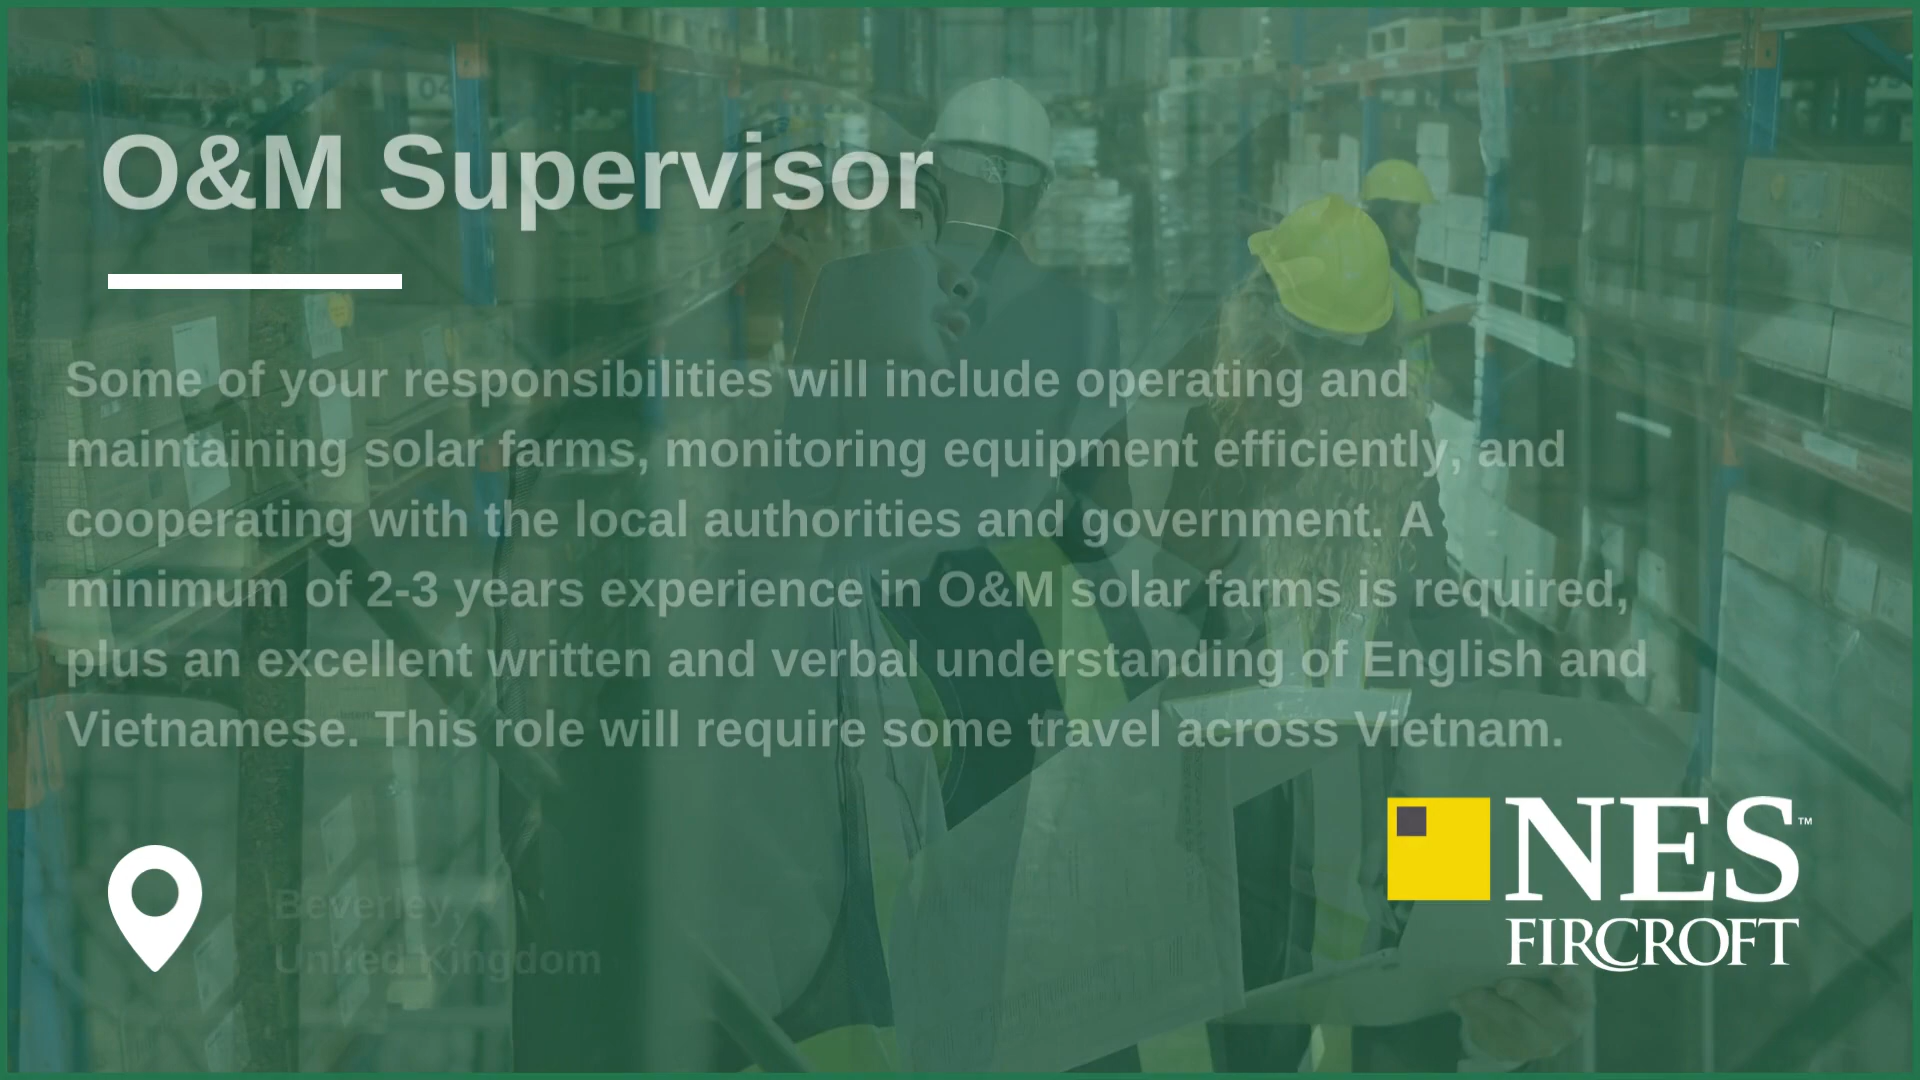 O&M Supervisor
Some of your responsibilities will include operating and
maintaining solar farms, monitoring equipment efficiently, and
cooperating with the local authorities and government. A
minimum of 2-3 years experience in O&M solar farms is required,
plus an excellent written and verbal understanding of English and
Vietnamese. This role will require some travel across Vietnam.
Beverley,
United Kingdom
NES™
FIRCROFT
04